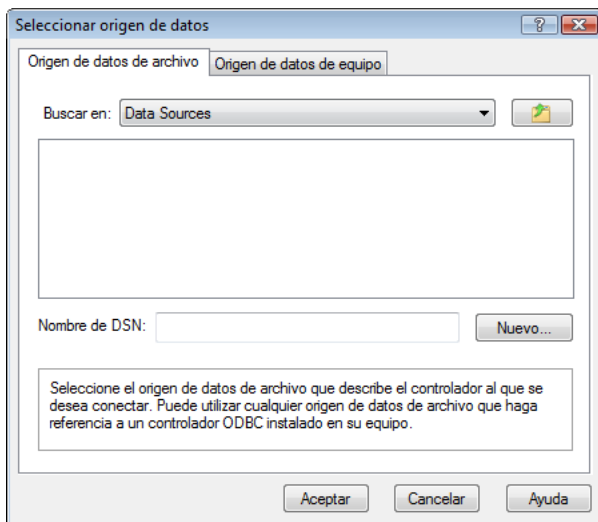 Seleccionar origen de datos
Origen de datos de archivo
Origen de datos de equipo
Buscar en: Data Sources
Nombre de DSN:
Nuevo...
Seleccione el origen de datos de archivo que describe el controlador al que se
desea conectar. Puede utilizar cualquier origen de datos de archivo que haga
referencia a un controlador ODBC instalado en su equipo.
Aceptar
Cancelar
Ayuda